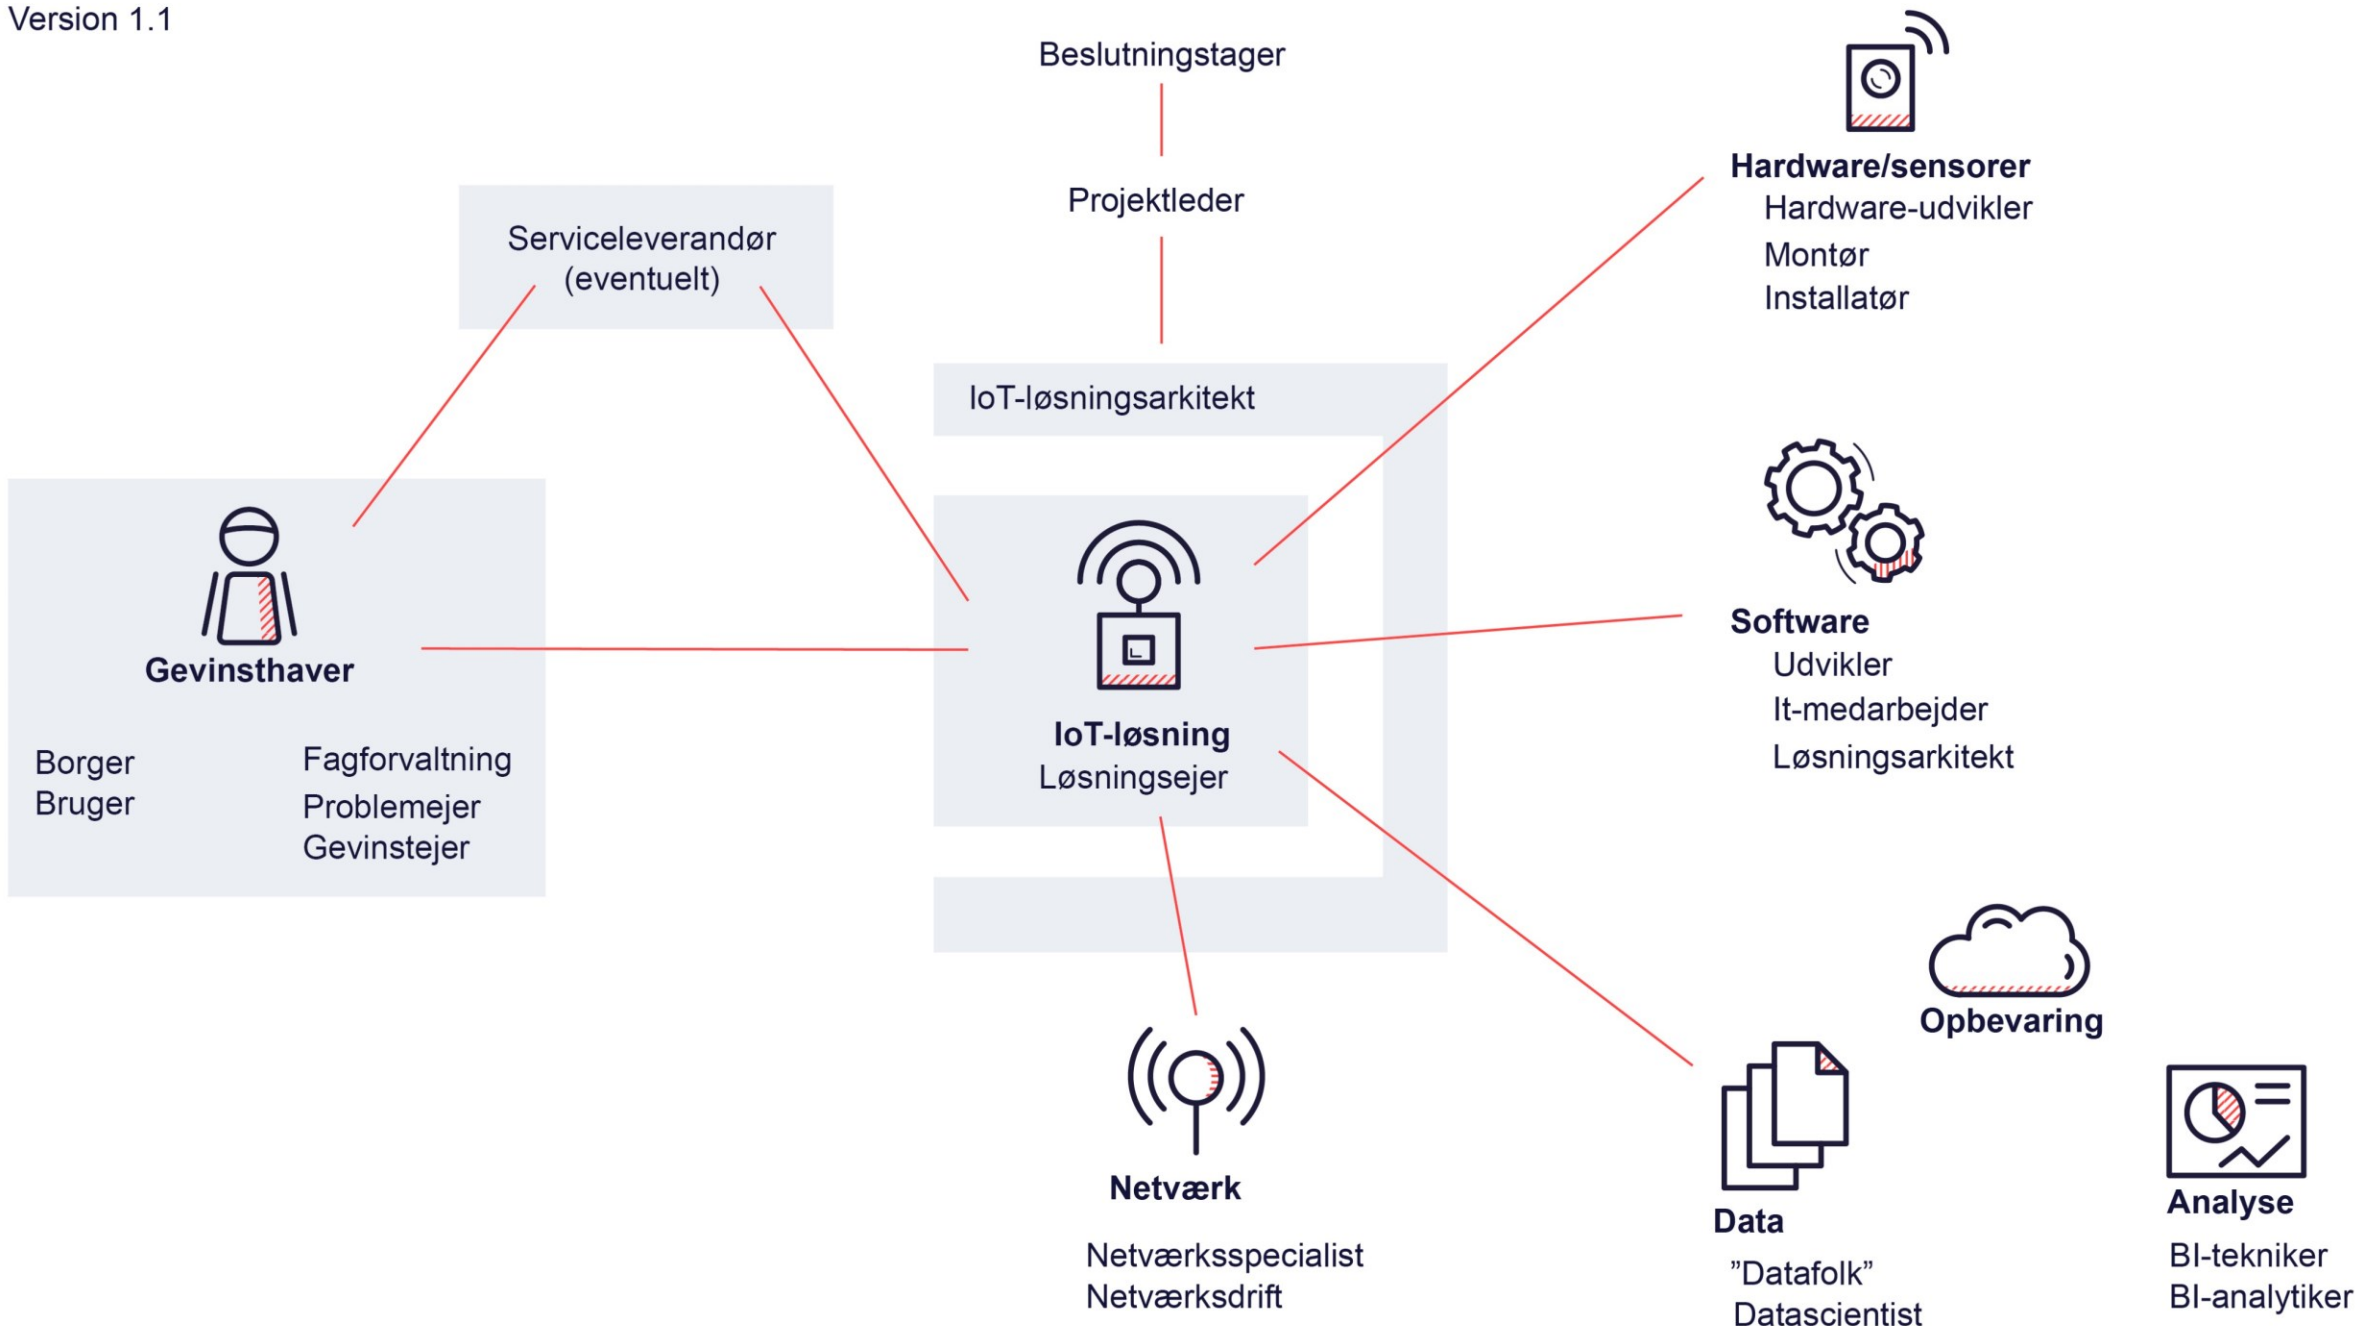 Version 1.1
Beslutningstager
Projektleder
Serviceleverandør
(eventuelt)
IoT-løsningsarkitekt
Gevinsthaver
Borger
Bruger
Fagforvaltning
Problemejer
Gevinstejer
IoT-løsning
Løsningsejer
Hardware/sensorer
Hardware-udvikler
Montør
Installatør
Software
Udvikler
It-medarbejder
Løsningsarkitekt
Netværk
Netværksspecialist
Netværksdrift
Opbevaring
Data
”Datafolk”
Datascientist
Analyse
BI-tekniker
BI-analytiker